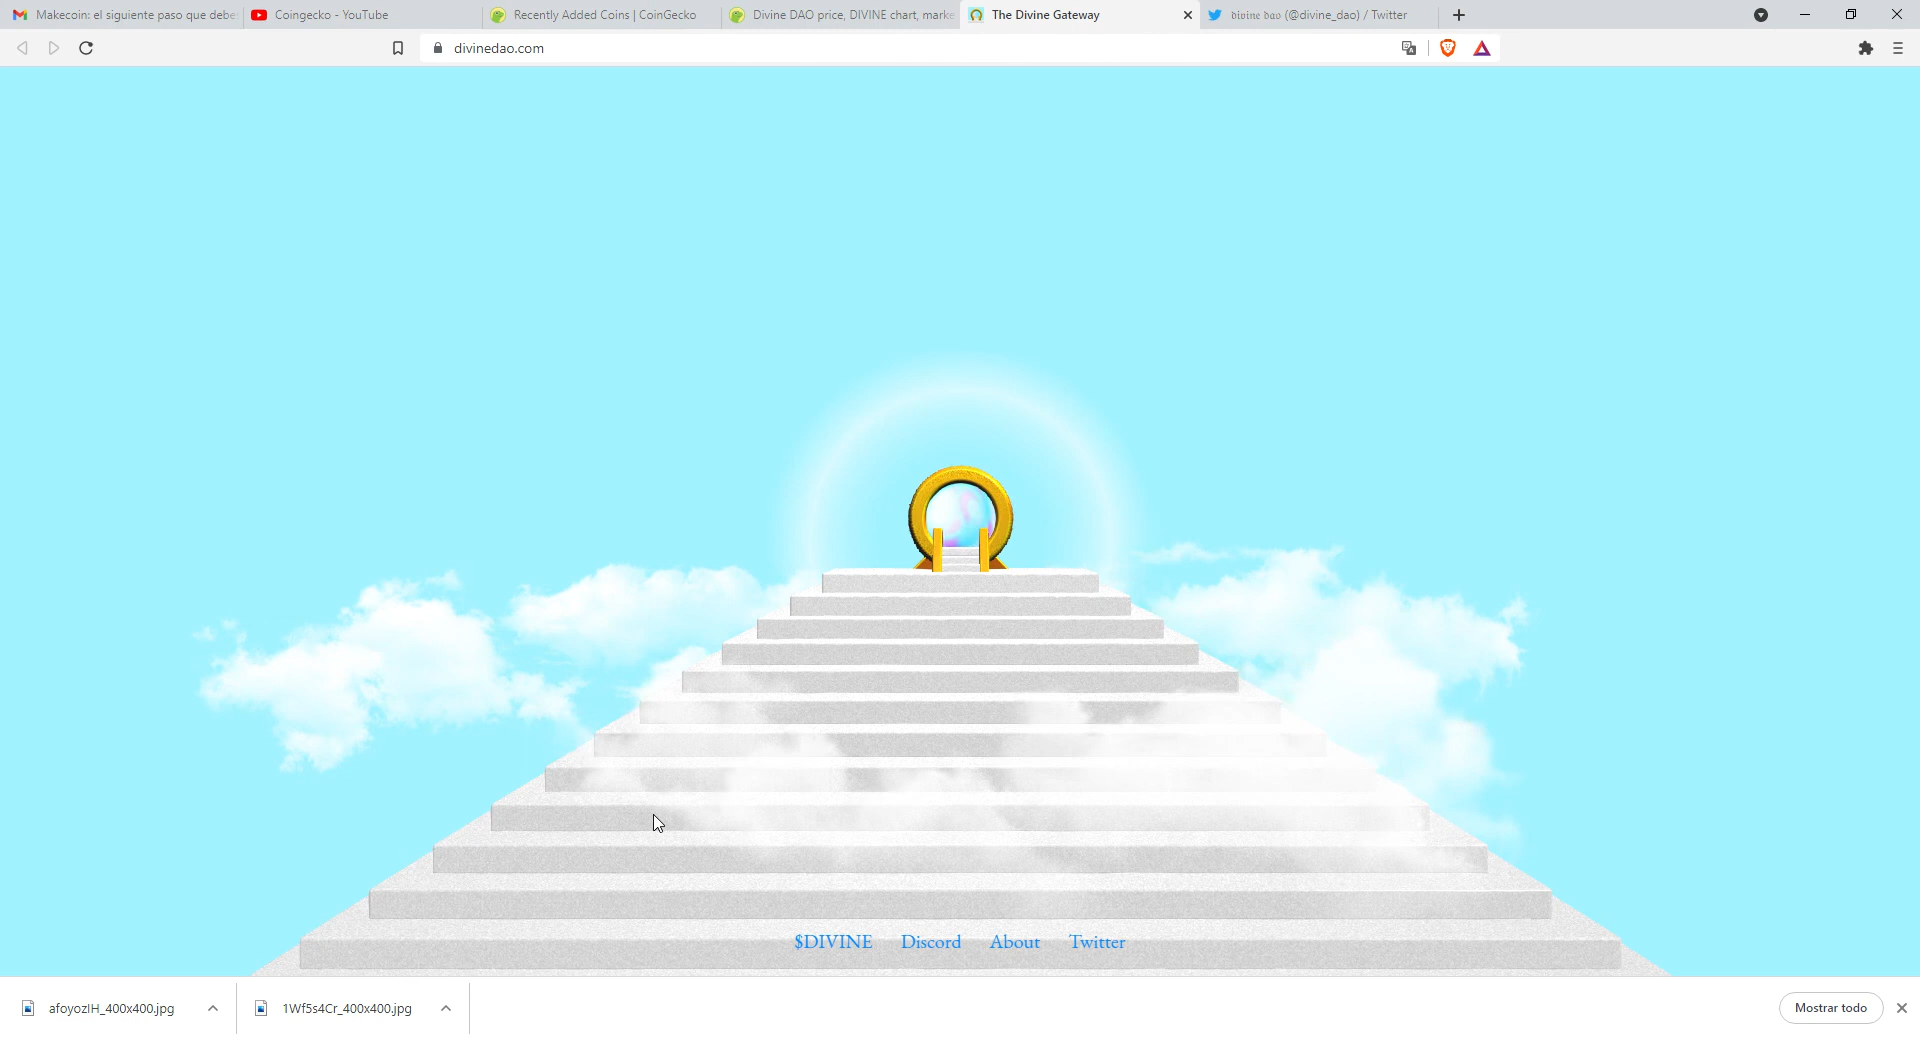 Makecoin: el siguiente paso que debe
Coingecko - YouTube
Recently Added Coins | CoinGecko
Divine DAO price, DIVINE chart, marke
The Divine Gateway
𝔡𝔦𝔳𝔦𝔫𝔢 𝔡𝔞𝔬 (@divine_dao) / Twitter
divinedao.com
$DIVINE Discord About Twitter
afoyozIH_400x400.jpg
1Wf5s4Cr_400x400.jpg
Mostrar todo